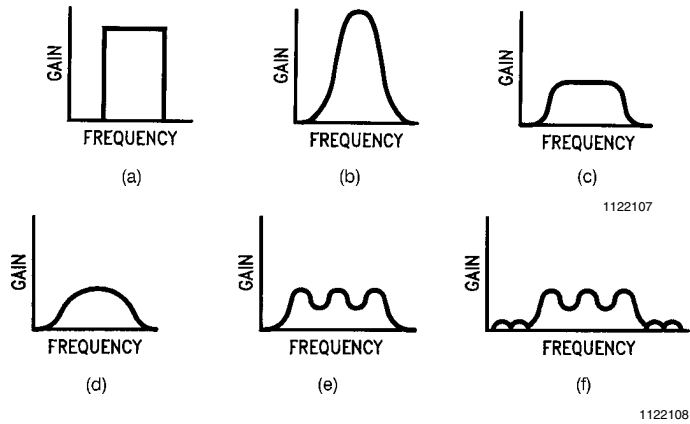 GAIN
FREQUENCY
(a)
GAIN
FREQUENCY
(b)
GAIN
FREQUENCY
(c)
1122107
GAIN
FREQUENCY
(d)
GAIN
FREQUENCY
(e)
GAIN
FREQUENCY
(f)
1122108